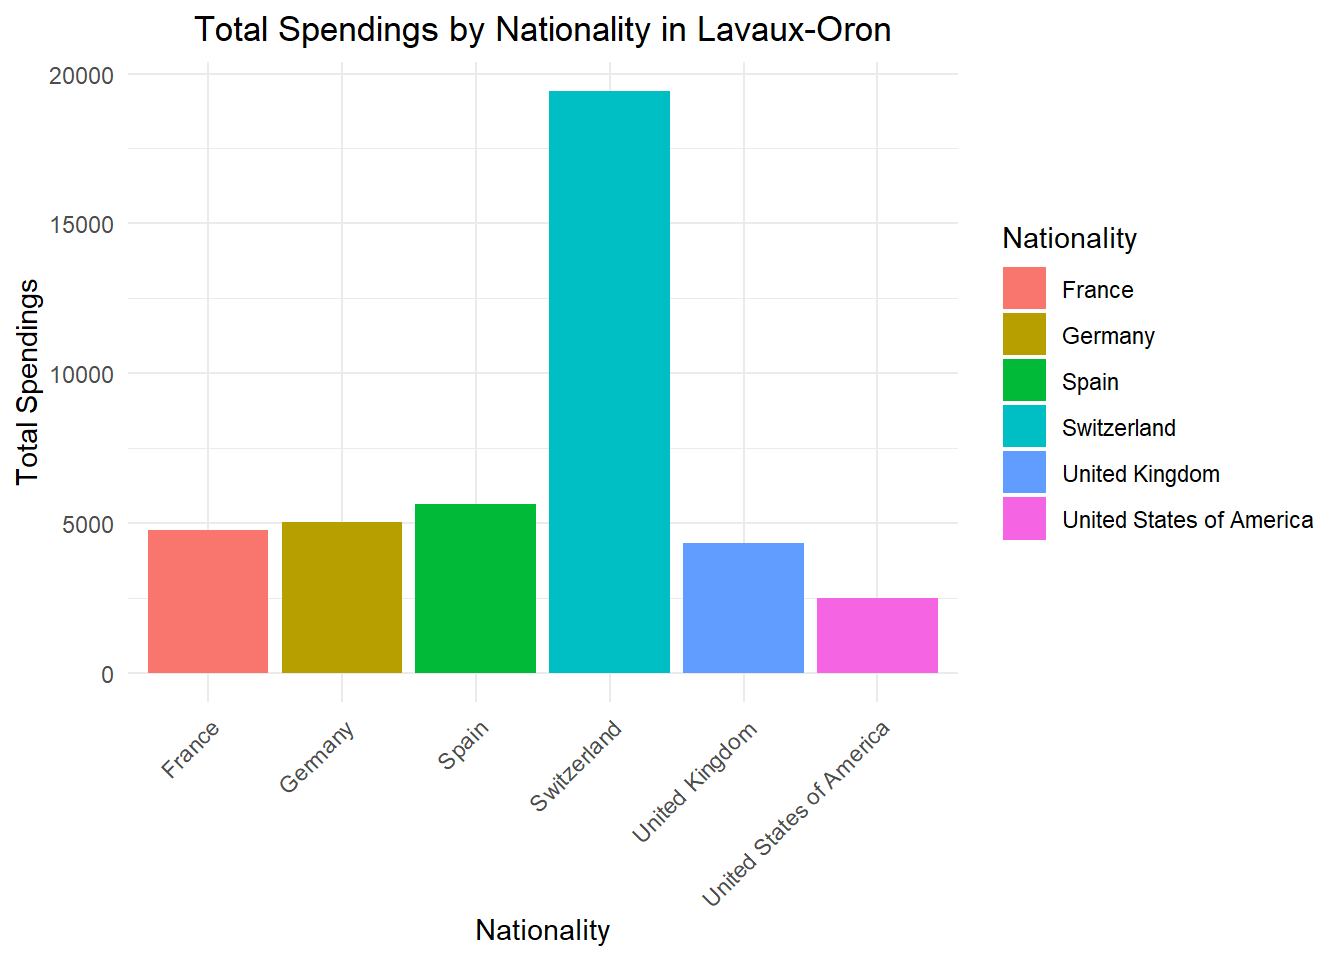 Total Spendings by Nationality in Lavaux-Oron
20000
15000
10000
5000
0
Total Spendings
France
Germany
Spain
Switzerland
United Kingdom
United States of America
Nationality
Nationality
France
Germany
Spain
Switzerland
United Kingdom
United States of America